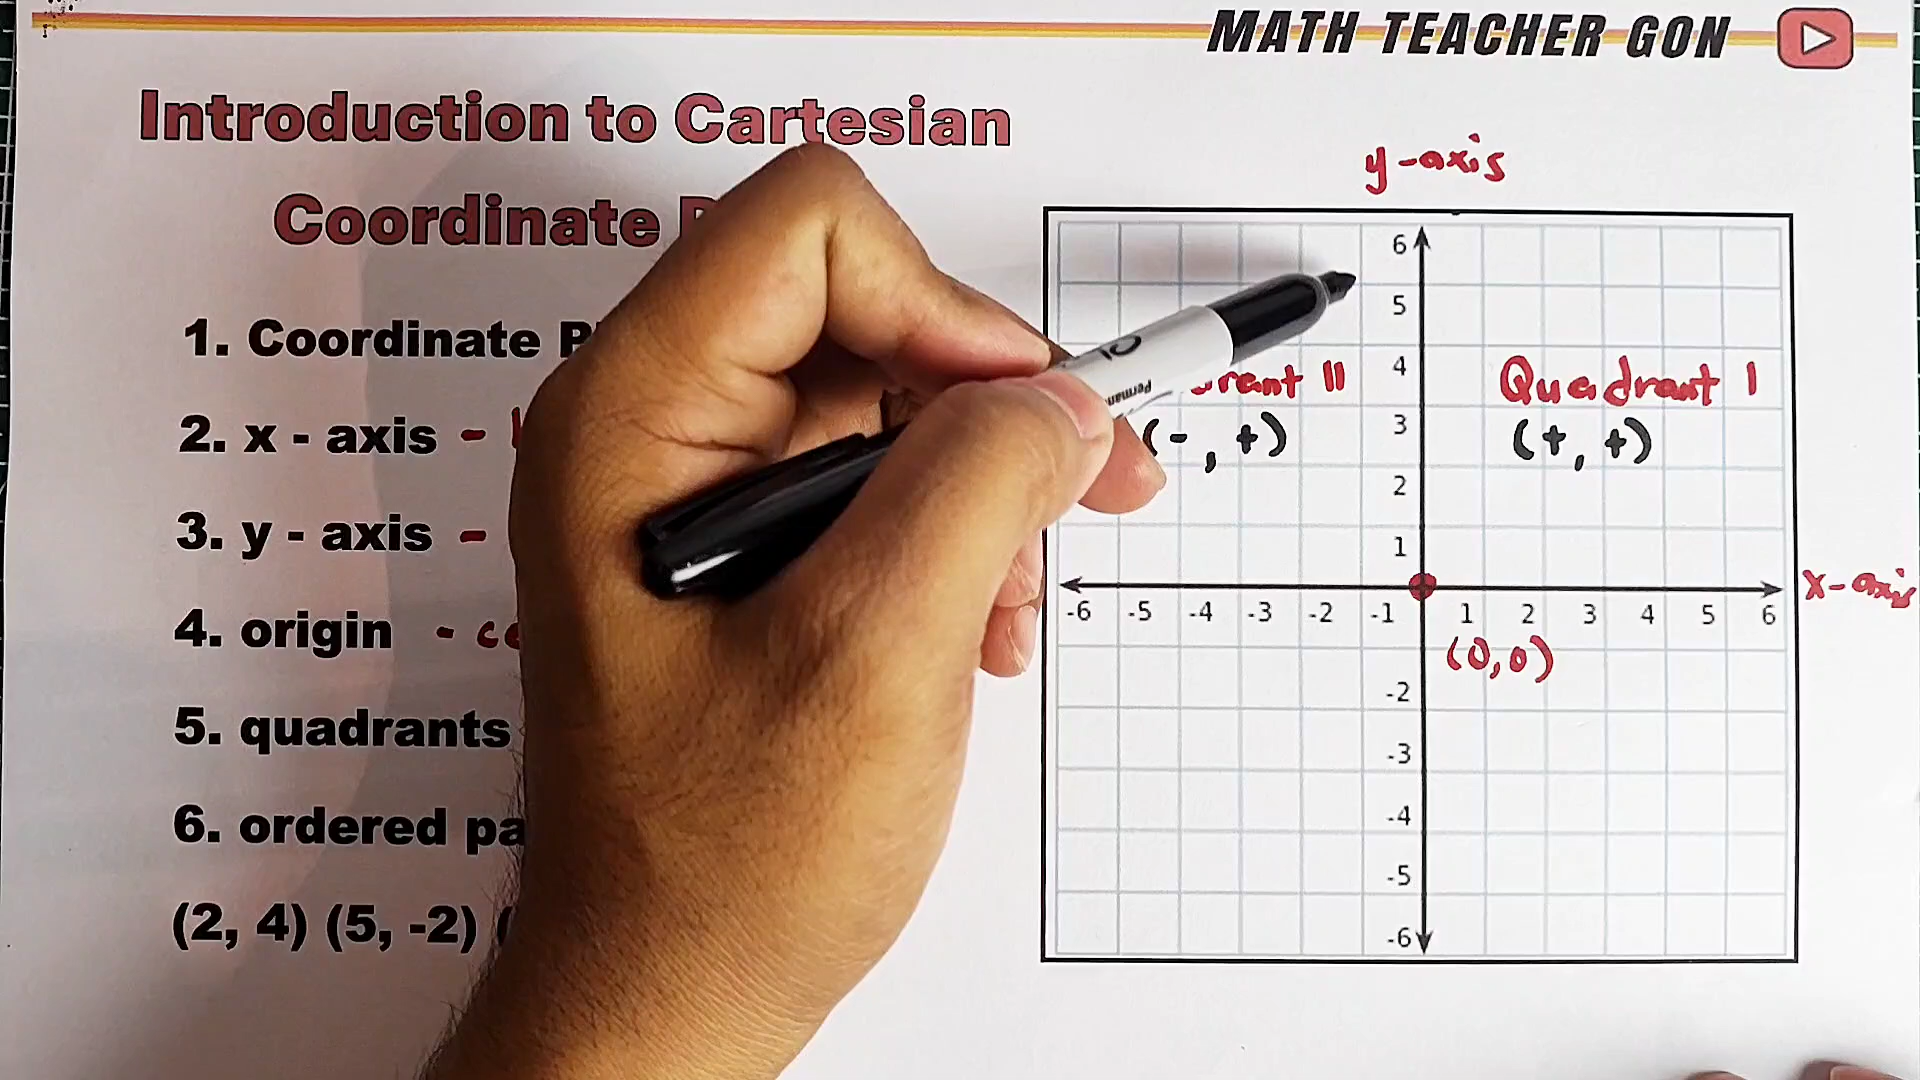 MATH TEACHER GON
Introduction to Cartesian
Coordinate
1. Coordinate
2. x - axis -
3. y - axis -
4. origin -
5. quadrants
6. ordered
(2, 4) (5, -2) (
y-axis
x-axis
Quadrant I
(+, +)
II
(-, +)
(0,0)
6
5
4
3
2
1
-6 -5 -4 -3 -2 -1 1 2 3 4 5 6
-2
-3
-4
-5
-6